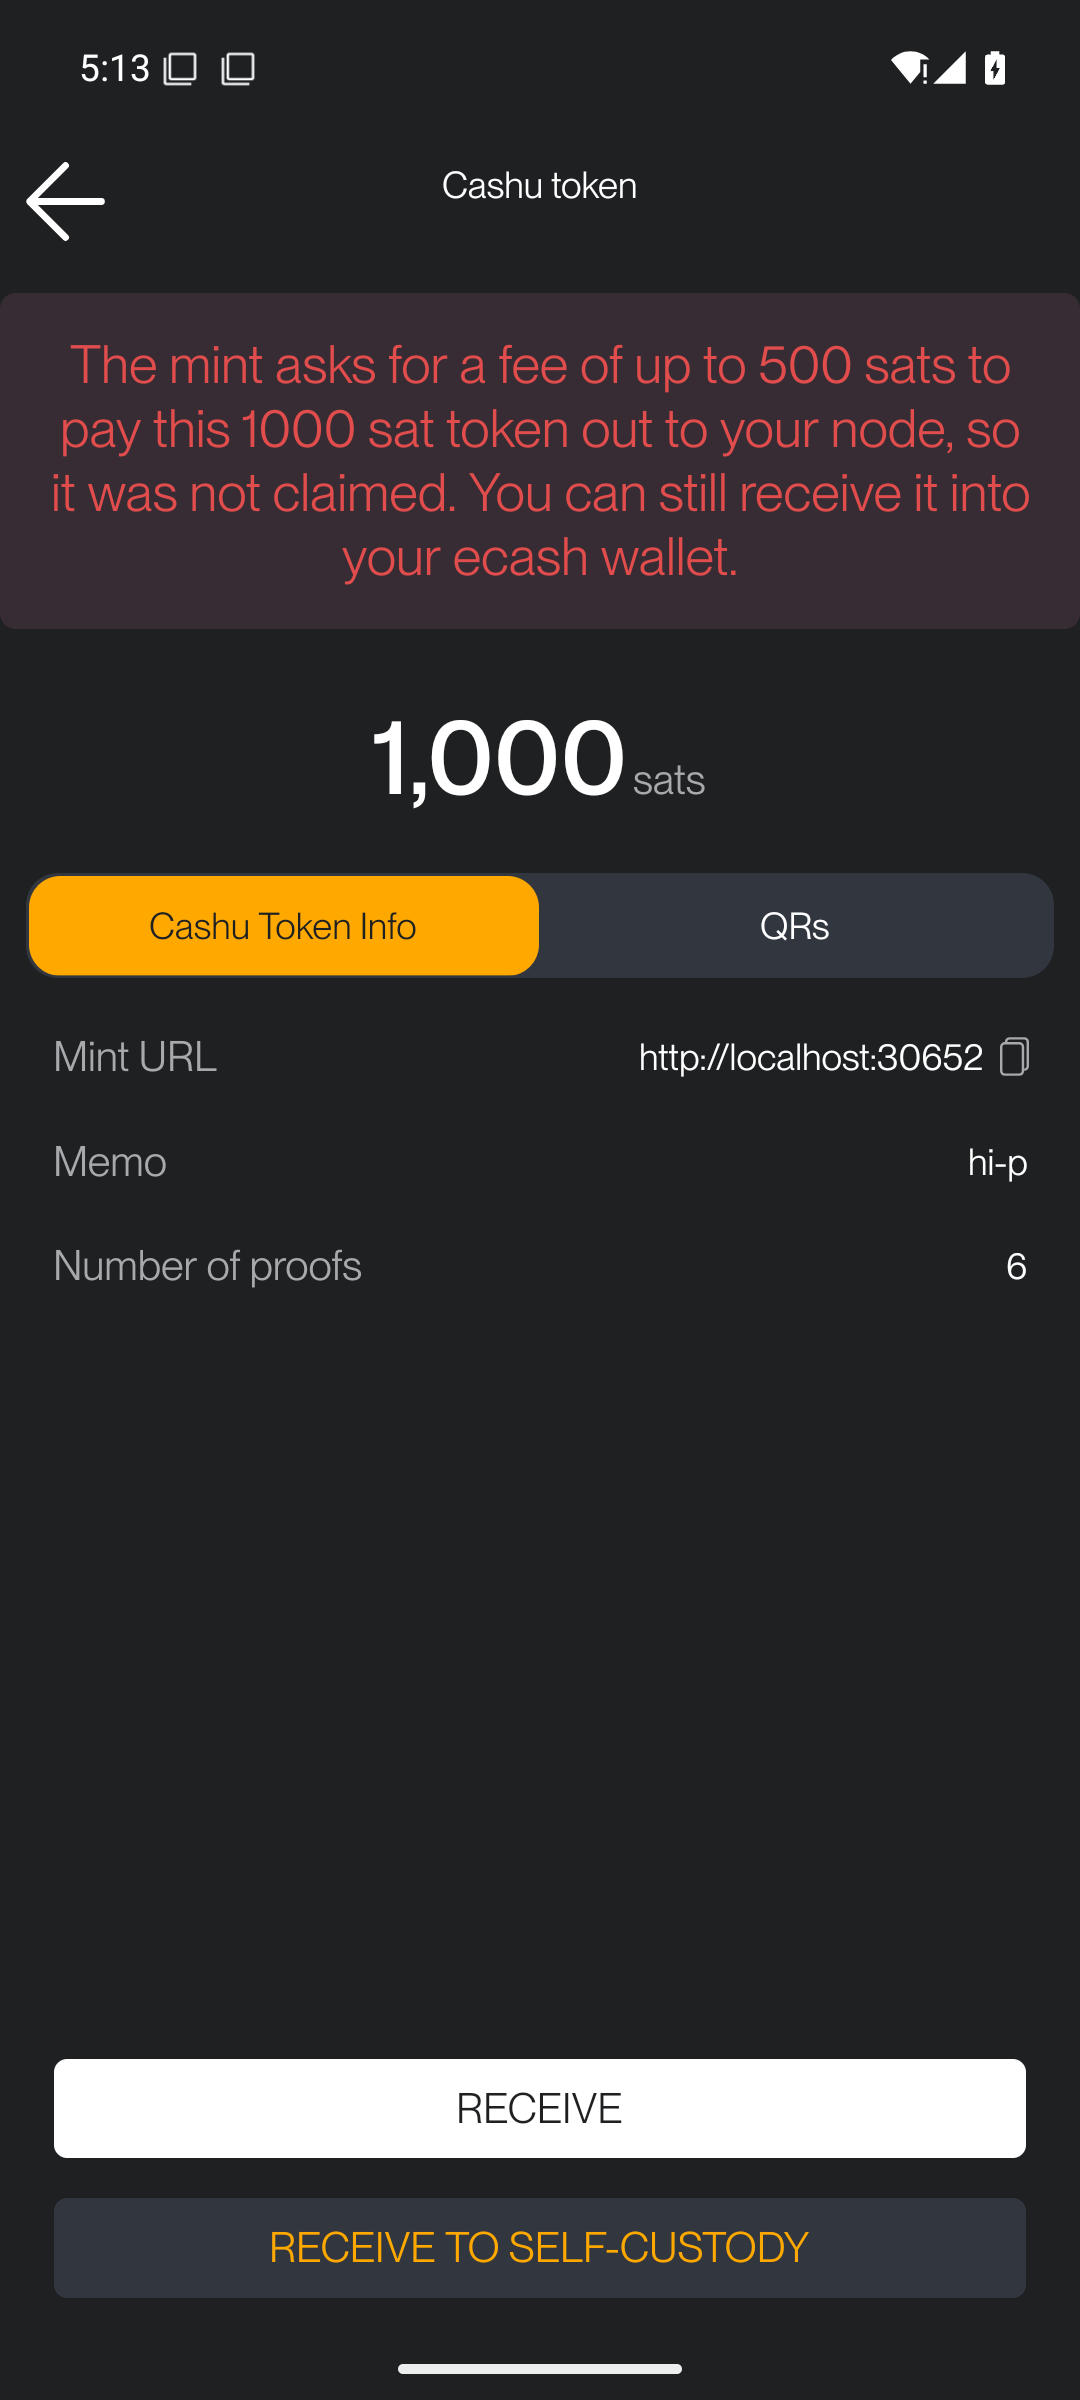 5:13
Cashu token
The mint asks for a fee of up to 500 sats to
pay this 1000 sat token out to your node, so
it was not claimed. You can still receive it into
your ecash wallet.
1,000 sats
Cashu Token Info QRs
Mint URL http://localhost:30652
Memo hi-p
Number of proofs 6
RECEIVE
RECEIVE TO SELF-CUSTODY